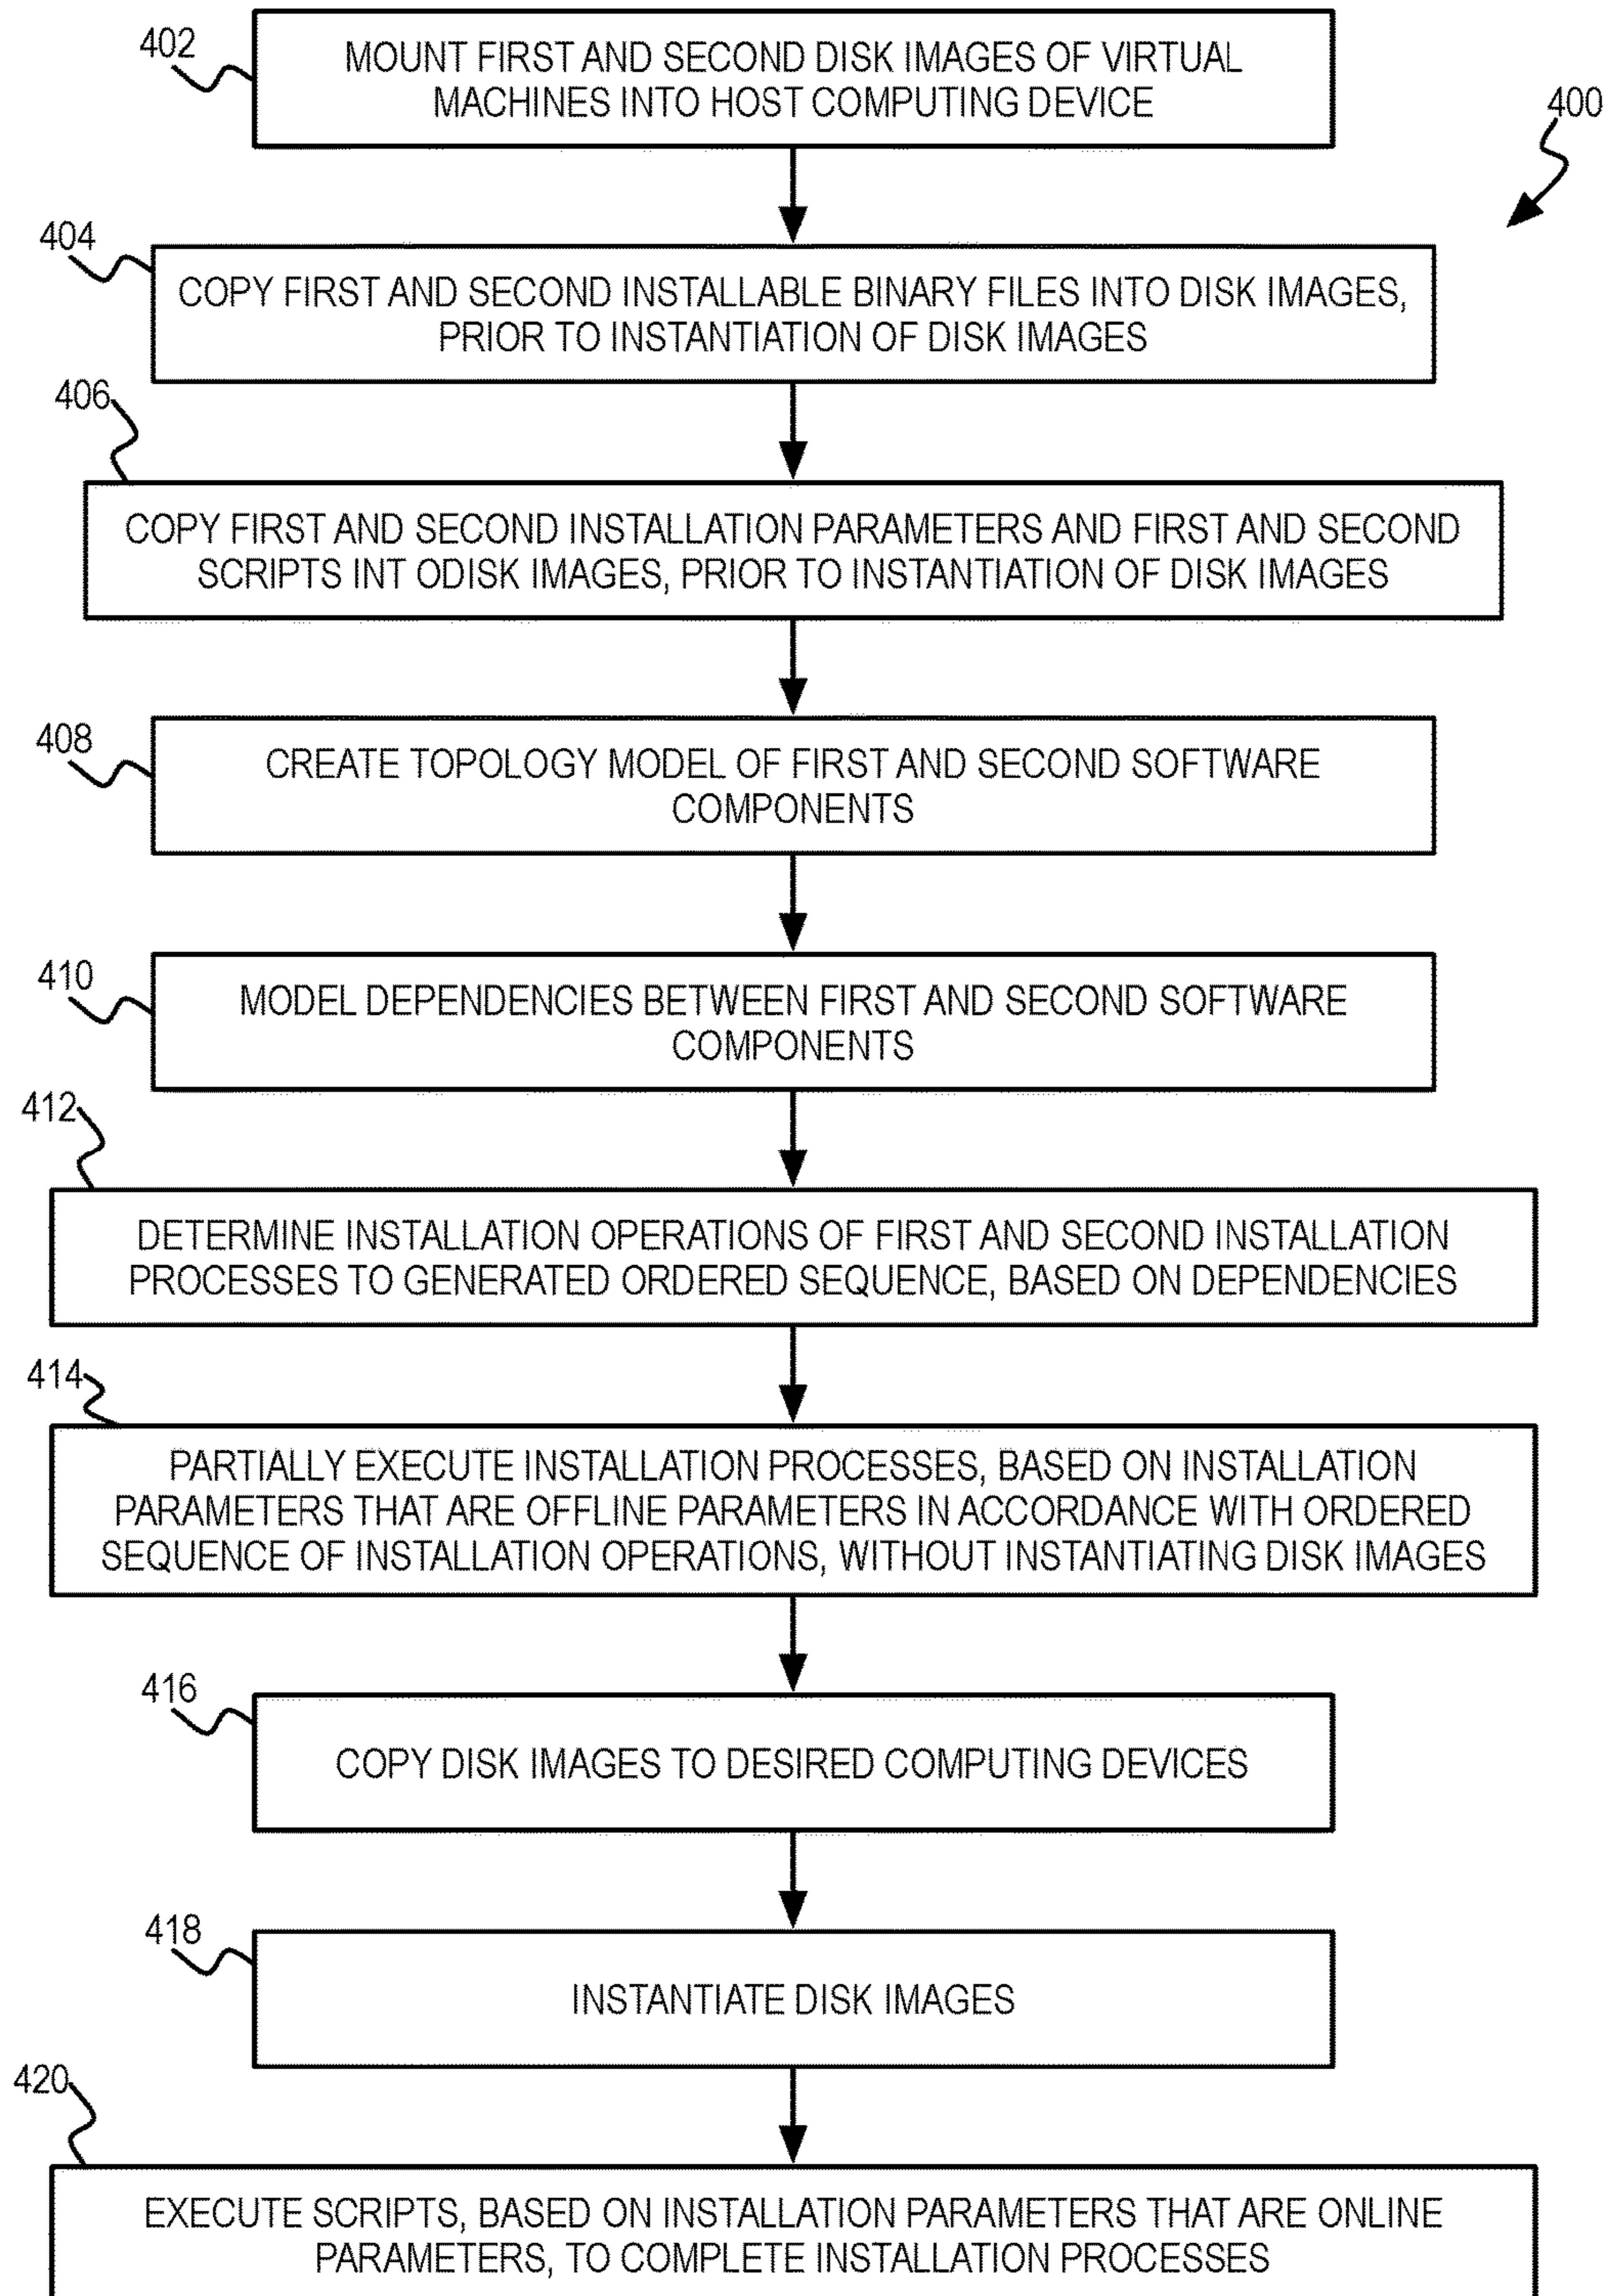 402
MOUNT FIRST AND SECOND DISK IMAGES OF VIRTUAL
MACHINES INTO HOST COMPUTING DEVICE
400
404
COPY FIRST AND SECOND INSTALLABLE BINARY FILES INTO DISK IMAGES,
PRIOR TO INSTANTIATION OF DISK IMAGES
406
COPY FIRST AND SECOND INSTALLATION PARAMETERS AND FIRST AND SECOND
SCRIPTS INT ODISK IMAGES, PRIOR TO INSTANTIATION OF DISK IMAGES
408
CREATE TOPOLOGY MODEL OF FIRST AND SECOND SOFTWARE
COMPONENTS
410
MODEL DEPENDENCIES BETWEEN FIRST AND SECOND SOFTWARE
COMPONENTS
412
DETERMINE INSTALLATION OPERATIONS OF FIRST AND SECOND INSTALLATION
PROCESSES TO GENERATED ORDERED SEQUENCE, BASED ON DEPENDENCIES
414
PARTIALLY EXECUTE INSTALLATION PROCESSES, BASED ON INSTALLATION
PARAMETERS THAT ARE OFFLINE PARAMETERS IN ACCORDANCE WITH ORDERED
SEQUENCE OF INSTALLATION OPERATIONS, WITHOUT INSTANTIATING DISK IMAGES
416
COPY DISK IMAGES TO DESIRED COMPUTING DEVICES
418
INSTANTIATE DISK IMAGES
420
EXECUTE SCRIPTS, BASED ON INSTALLATION PARAMETERS THAT ARE ONLINE
PARAMETERS, TO COMPLETE INSTALLATION PROCESSES